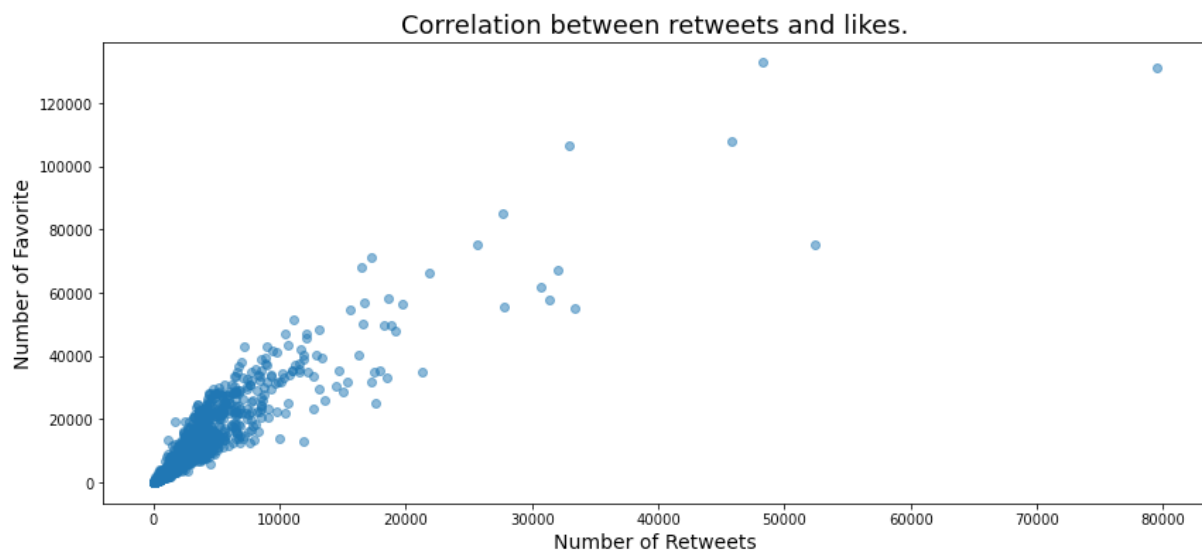 Correlation between retweets and likes.
120000
100000
80000
60000
40000
20000
0
Number of Favorite
0 10000 20000 30000 40000 50000 60000 70000 80000
Number of Retweets